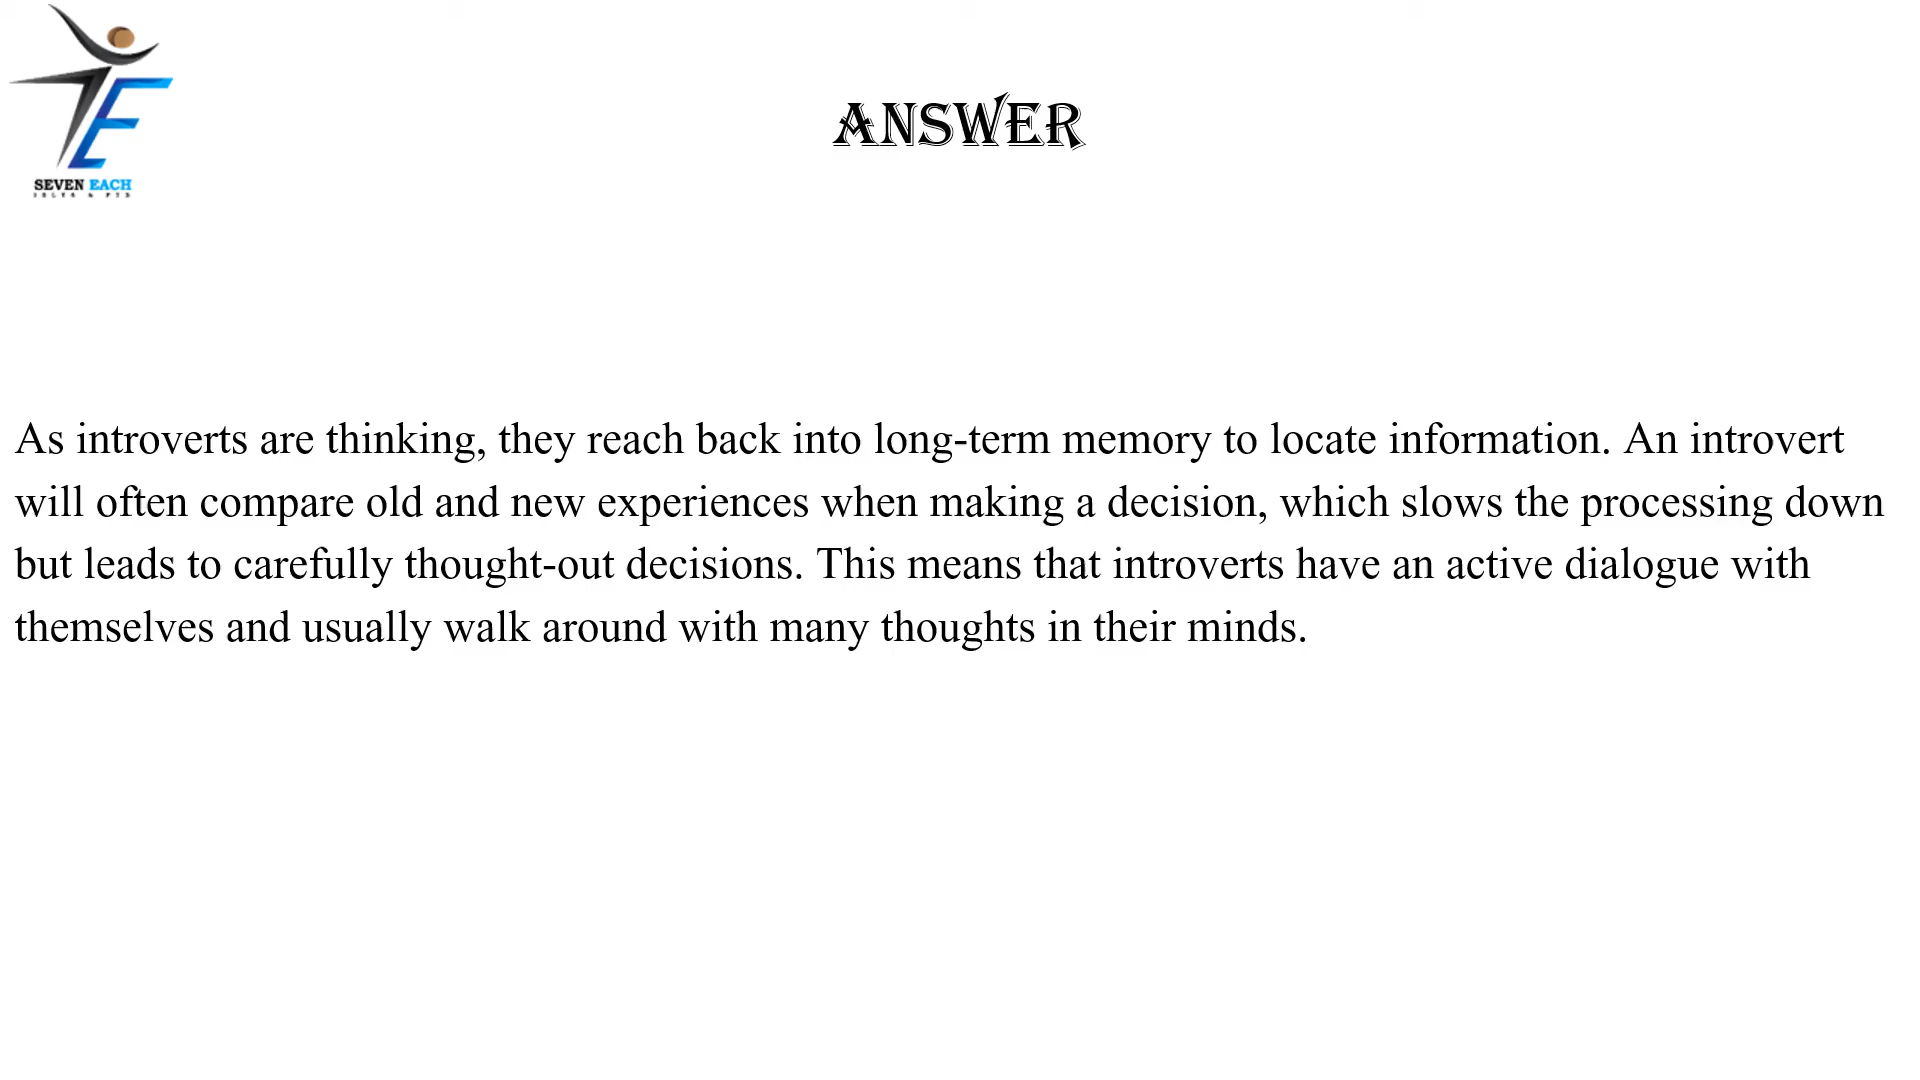 SEVEN EACH
ANSWER
As introverts are thinking, they reach back into long-term memory to locate information. An introvert
will often compare old and new experiences when making a decision, which slows the processing down
but leads to carefully thought-out decisions. This means that introverts have an active dialogue with
themselves and usually walk around with many thoughts in their minds.